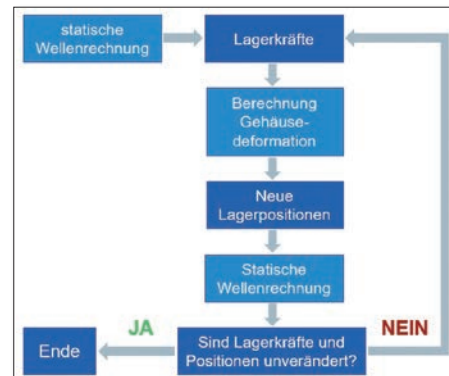 statische
Wellenrechnung
Lagerkräfte
Berechnung
Gehäuse-
deformation
Neue
Lagerpositionen
Statische
Wellenrechnung
JA
NEIN
Ende
Sind Lagerkräfte und
Positionen unverändert?